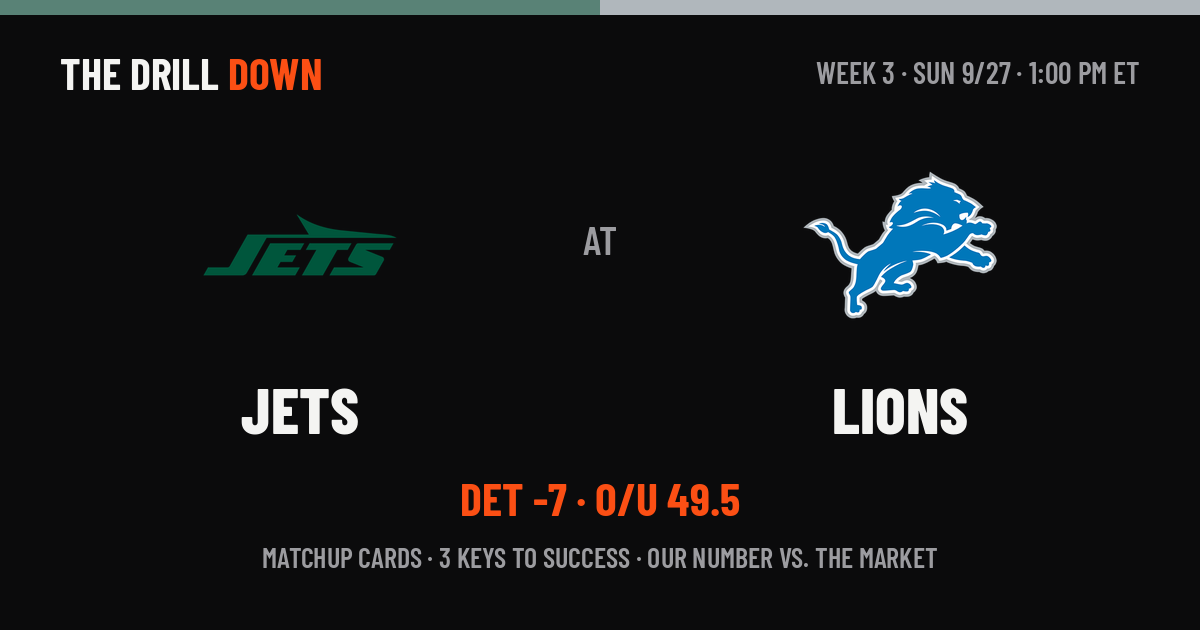 THE DRILL DOWN
WEEK 3 · SUN 9/27 · 1:00 PM ET
JETS
AT
JETS
LIONS
DET -7 · O/U 49.5
MATCHUP CARDS · 3 KEYS TO SUCCESS · OUR NUMBER VS. THE MARKET